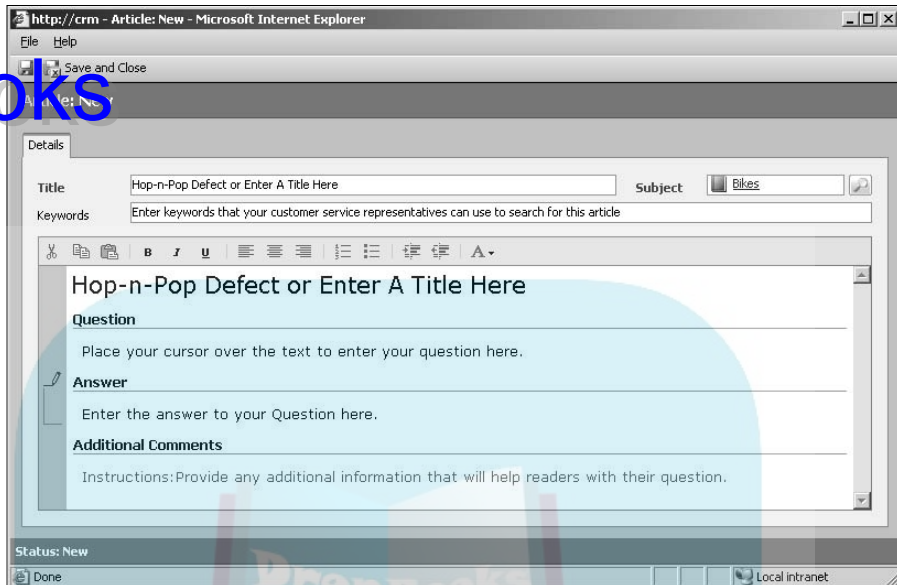 http://crm - Article: New - Microsoft Internet Explorer
File Help
Save and Close
oks
Article: New
Details
Title Hop-n-Pop Defect or Enter A Title Here Subject Bikes
Keywords Enter keywords that your customer service representatives can use to search for this article
B I U A
Hop-n-Pop Defect or Enter A Title Here
Question
Place your cursor over the text to enter your question here.
Answer
Enter the answer to your Question here.
Additional Comments
Instructions:Provide any additional information that will help readers with their question.
Status: New
Done Local intranet